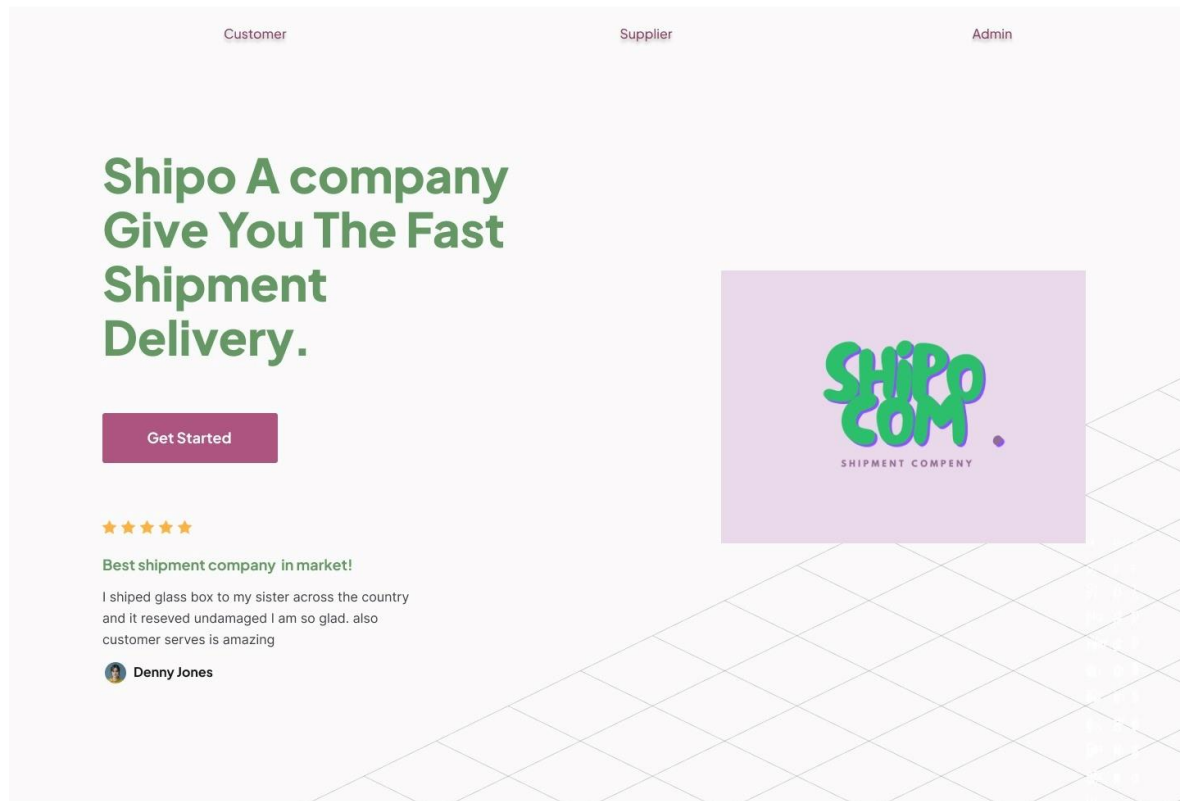 Customer Supplier Admin
Shipo A company
Give You The Fast
Shipment
Delivery.
SHiPO
COM .
SHIPMENT COMPENY
Get Started
Best shipment company in market!
I shiped glass box to my sister across the country
and it reseved undamaged I am so glad. also
customer serves is amazing
Denny Jones